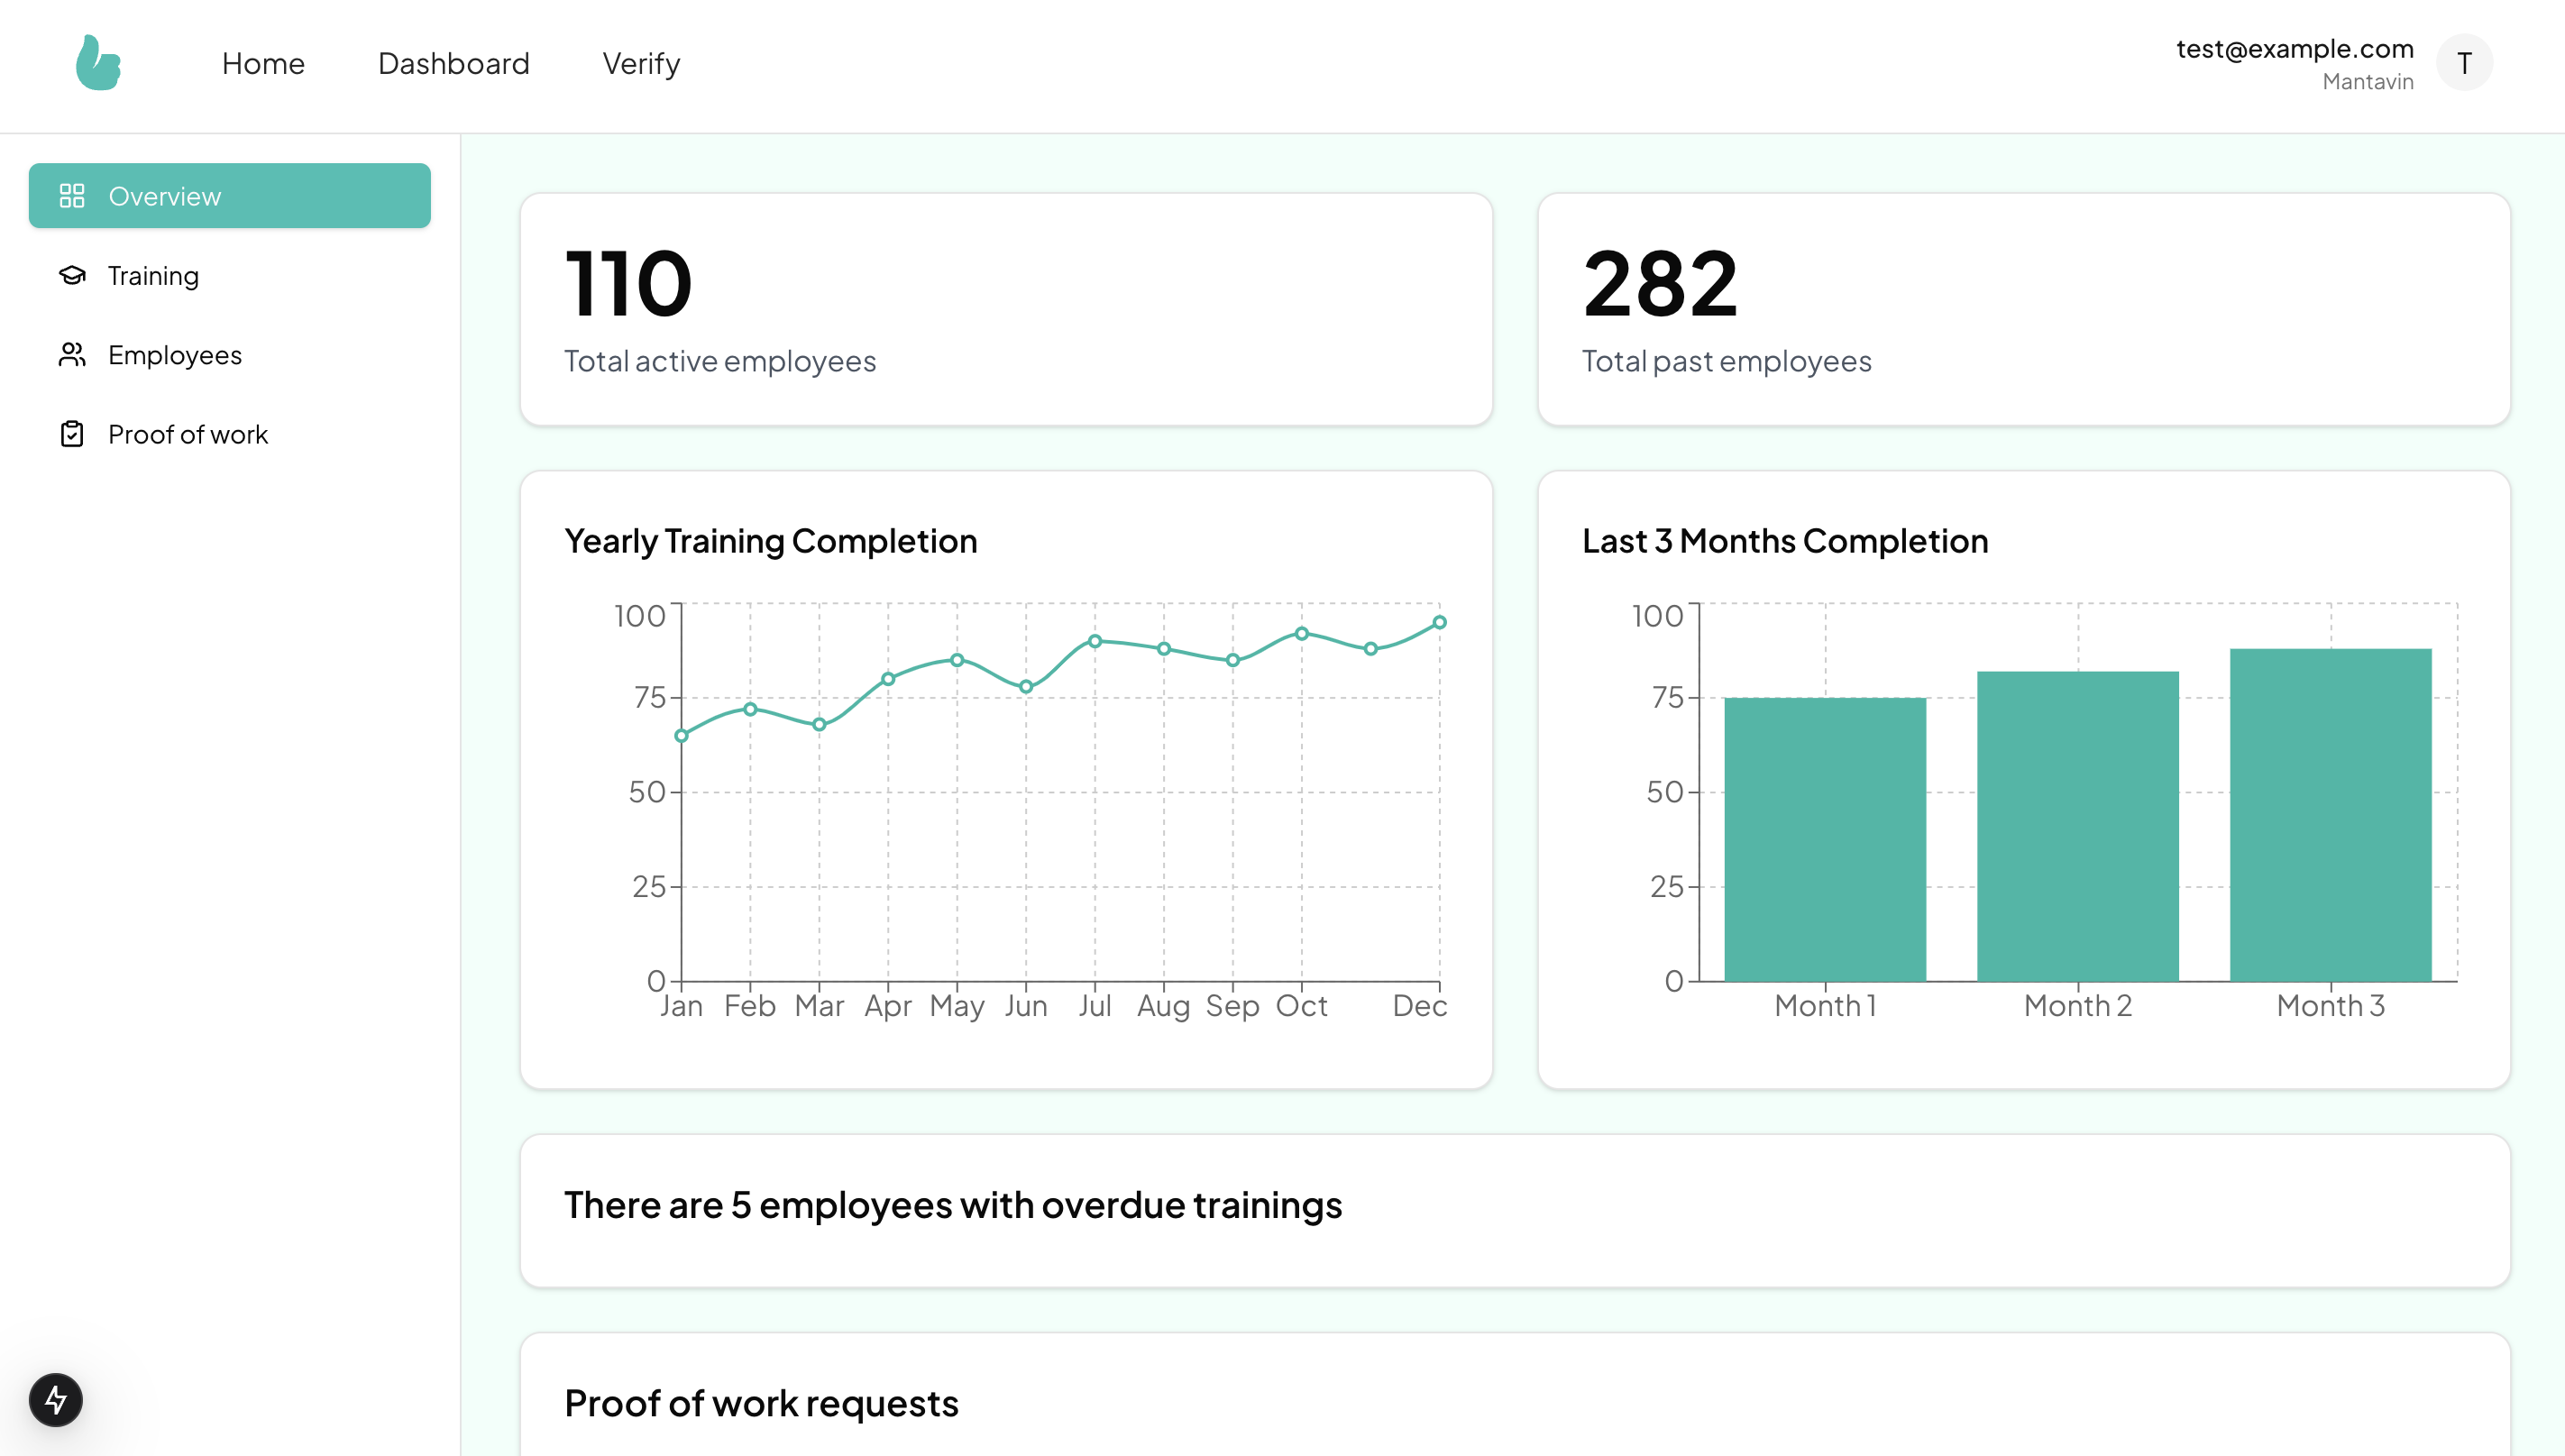 Home Dashboard Verify
test@example.com
Mantavin
T
Overview
Training
Employees
Proof of work
110
Total active employees
282
Total past employees
Yearly Training Completion
100
75
50
25
0
Jan Feb Mar Apr May Jun Jul Aug Sep Oct Dec
Last 3 Months Completion
100
75
50
25
0
Month 1 Month 2 Month 3
There are 5 employees with overdue trainings
Proof of work requests